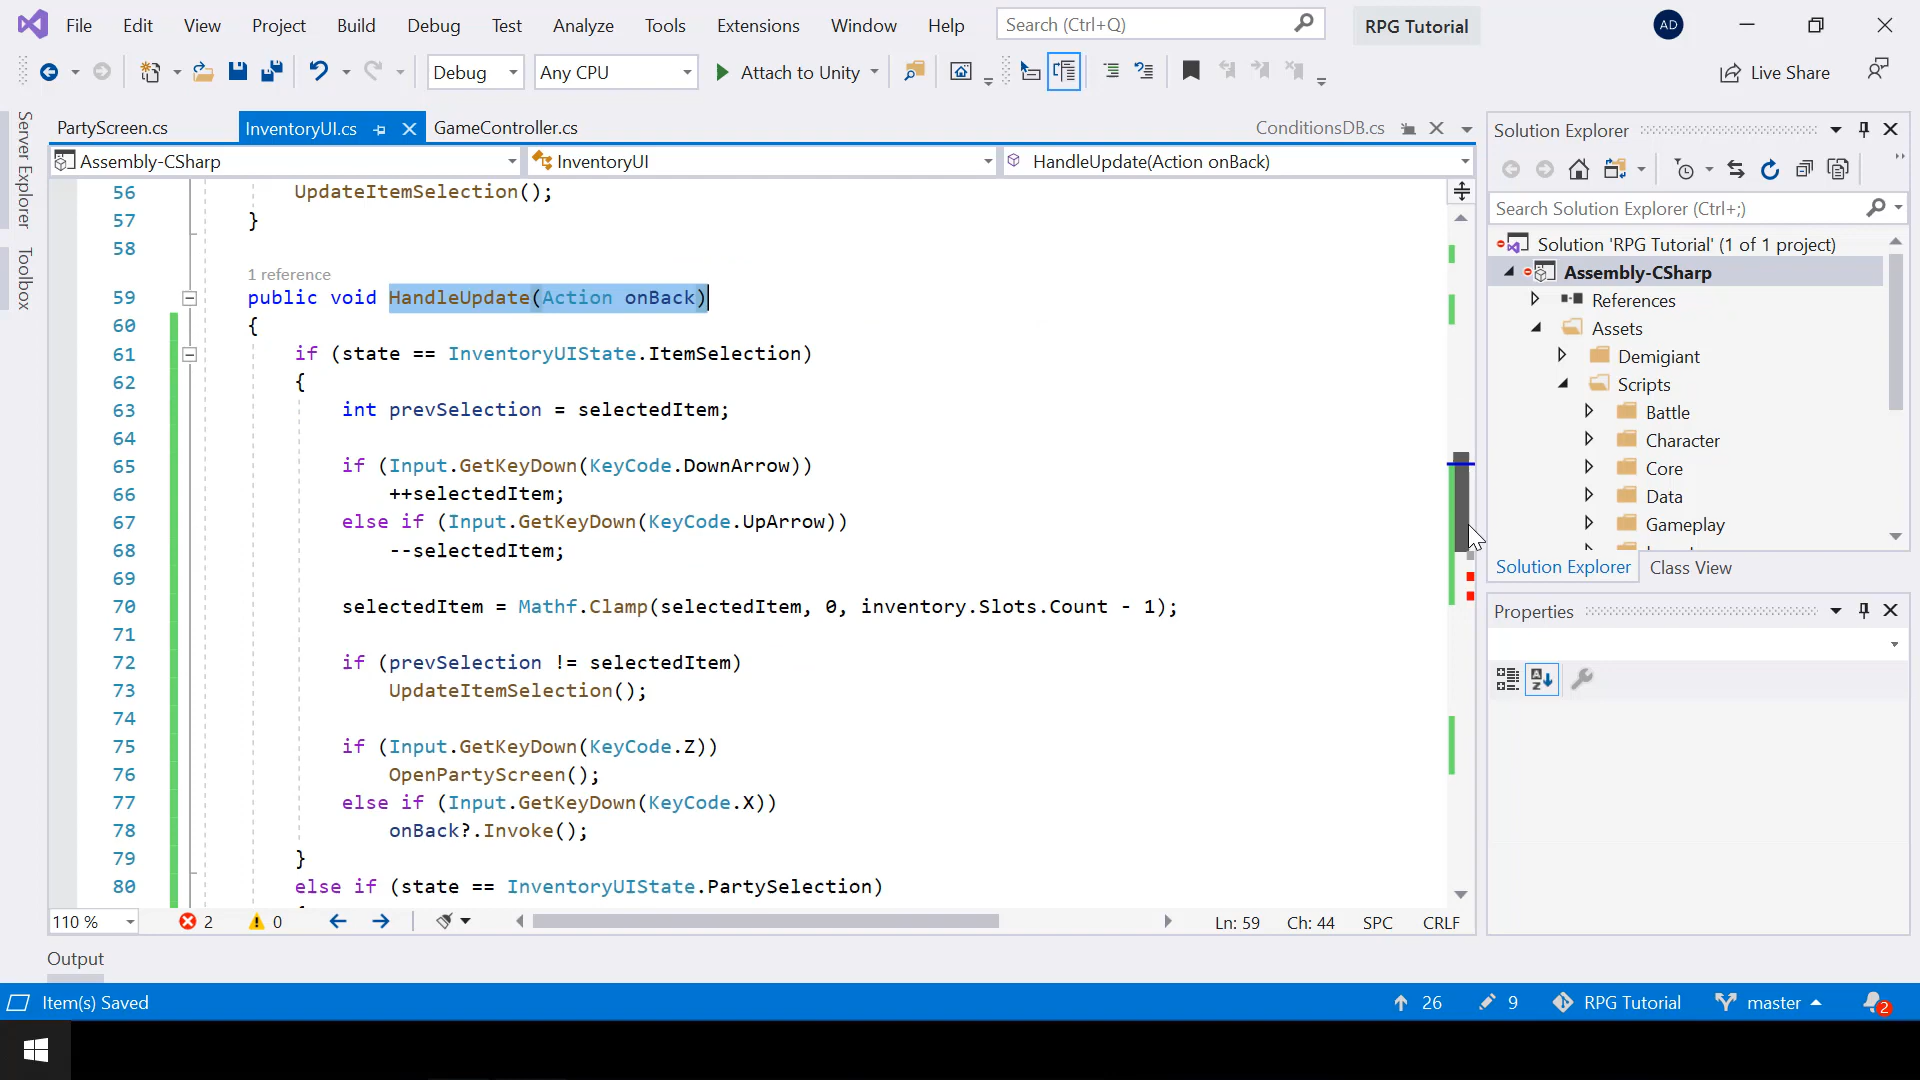 File Edit View Project Build Debug Test Analyze Tools Extensions Window Help Search (Ctrl+Q) RPG Tutorial AD
Debug Any CPU Attach to Unity Live Share
Server Explorer
Toolbox
PartyScreen.cs InventoryUI.cs GameController.cs ConditionsDB.cs
Assembly-CSharp InventoryUI HandleUpdate(Action onBack)
56 UpdateItemSelection();
57 }
58
1 reference
59 public void HandleUpdate(Action onBack)
60 {
61 if (state == InventoryUIState.ItemSelection)
62 {
63 int prevSelection = selectedItem;
64
65 if (Input.GetKeyDown(KeyCode.DownArrow))
66 ++selectedItem;
67 else if (Input.GetKeyDown(KeyCode.UpArrow))
68 --selectedItem;
69
70 selectedItem = Mathf.Clamp(selectedItem, 0, inventory.Slots.Count - 1);
71
72 if (prevSelection != selectedItem)
73 UpdateItemSelection();
74
75 if (Input.GetKeyDown(KeyCode.Z))
76 OpenPartyScreen();
77 else if (Input.GetKeyDown(KeyCode.X))
78 onBack?.Invoke();
79 }
80 else if (state == InventoryUIState.PartySelection)
110 % 2 0 Ln: 59 Ch: 44 SPC CRLF
Solution Explorer
Search Solution Explorer (Ctrl+;)
Solution 'RPG Tutorial' (1 of 1 project)
Assembly-CSharp
References
Assets
Demigiant
Scripts
Battle
Character
Core
Data
Gameplay
Solution Explorer Class View
Properties
Output
Item(s) Saved 26 9 RPG Tutorial master 2